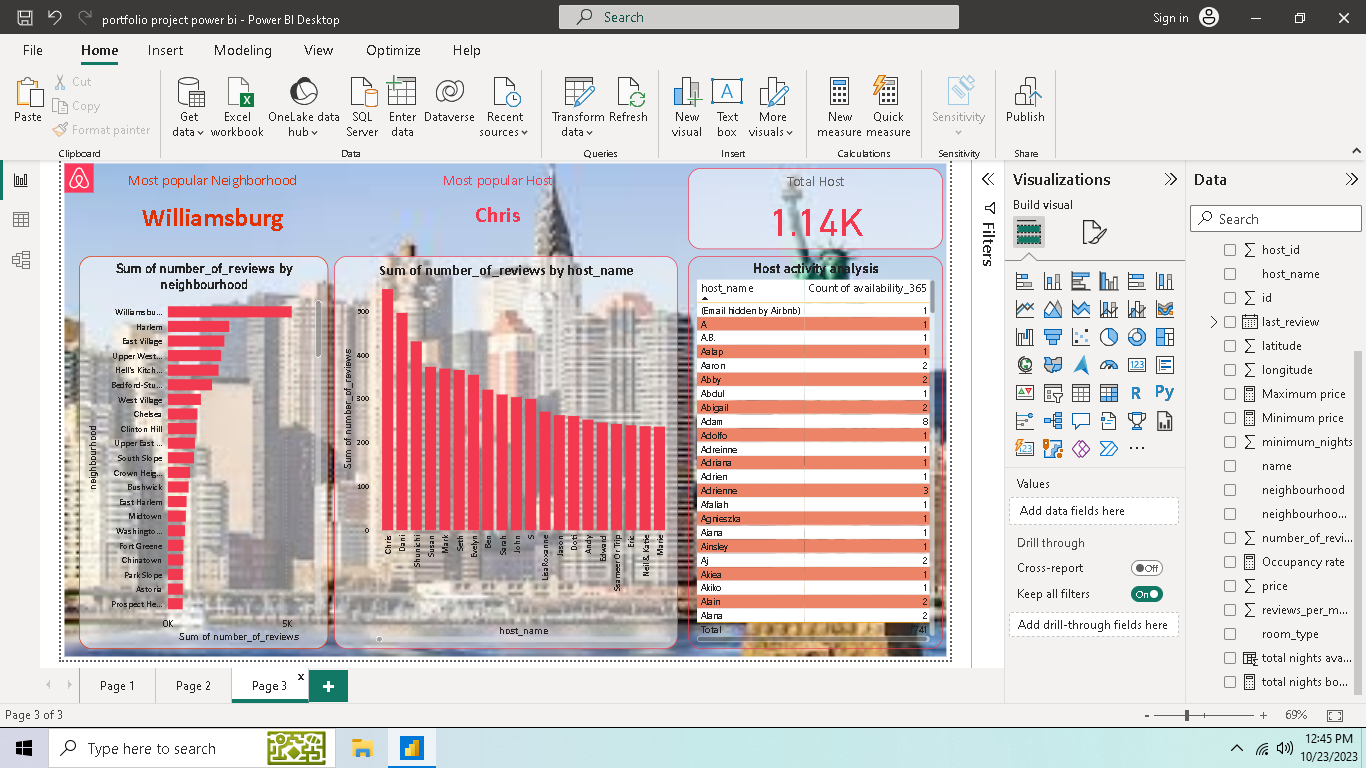 portfolio project power bi - Power BI Desktop
Search
Sign in
File Home Insert Modeling View Optimize Help
Paste
Cut
Copy
Format painter
Clipboard
Get data
Excel workbook
OneLake data hub
SQL Server
Enter data
Dataverse
Recent sources
Data
Transform data
Refresh
Queries
New visual
Text box
More visuals
Insert
New measure
Quick measure
Calculations
Sensitivity
Sensitivity
Publish
Share
Most popular Neighborhood
Williamsburg
Most popular Host
Chris
Total Host
1.14K
Sum of number_of_reviews by neighbourhood
neighbourhood
Williamsbu...
Harlem
East Village
Upper West...
Hell's Kitch...
Bedford-Stu...
West Village
Chelsea
Clinton Hill
Upper East ...
South Slope
Crown Heig...
Bushwick
East Harlem
Midtown
Washingto...
Fort Greene
Chinatown
Park Slope
Astoria
Prospect He...
0K 5K
Sum of number_of_reviews
Sum of number_of_reviews by host_name
Sum of number_of_reviews
500
400
300
200
100
0
Chris
Dani
Shunichi
Susan
Mark
Seth
Evelyn
Ben
Sarah
John
S
LisaRoxanne
Jason
Doti
Andy
Edward
Eric
Neil & Katie
Marie
host_name
Host activity analysis
host_name Count of availability_365
(Email hidden by Airbnb) 1
A 1
A.B. 1
Aalap 1
Aaron 2
Abby 2
Abdul 1
Abigail 2
Adam 8
Adolfo 1
Adreinne 1
Adriana 1
Adrien 1
Adrienne 3
Afaliah 1
Agnieszka 1
Aiana 1
Ainsley 1
Aj 2
Akiea 1
Akiko 1
Alain 2
Alana 2
Total
Filters
Visualizations
Build visual
123
R
Py
123
Values
Add data fields here
Drill through
Cross-report Off
Keep all filters On
Add drill-through fields here
Data
Search
host_id
host_name
id
last_review
latitude
longitude
Maximum price
Minimum price
minimum_nights
name
neighbourhood
neighbourhoo...
number_of_revi...
Occupancy rate
price
reviews_per_m...
room_type
total nights ava...
total nights bo...
Page 1 Page 2 Page 3 x +
Page 3 of 3
- + 69%
Type here to search
12:45 PM
10/23/2023